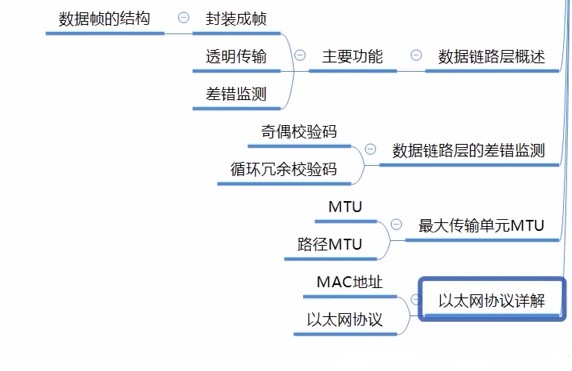 数据帧的结构
封装成帧
透明传输
主要功能
数据链路层概述
差错监测
奇偶校验码
数据链路层的差错监测
循环冗余校验码
MTU
最大传输单元MTU
路径MTU
MAC地址
以太网协议详解
以太网协议